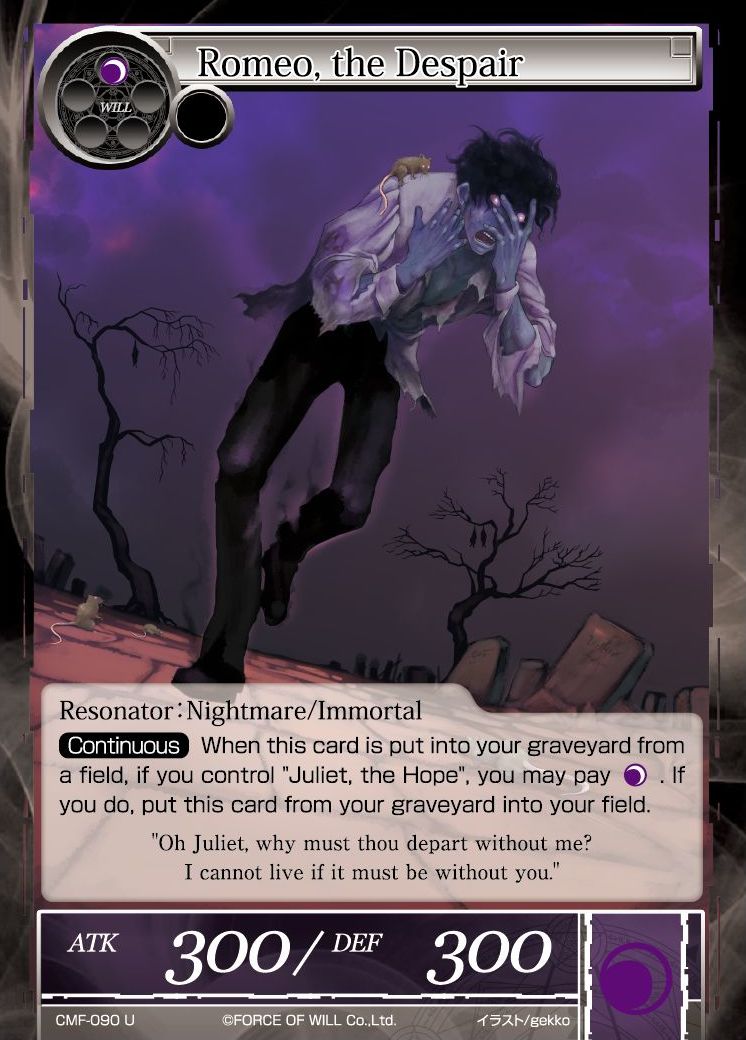 Romeo, the Despair
WILL
Resonator:Nightmare/Immortal
Continuous When this card is put into your graveyard from
a field, if you control "Juliet, the Hope", you may pay . If
you do, put this card from your graveyard into your field.
"Oh Juliet, why must thou depart without me?
I cannot live if it must be without you."
ATK 300/ DEF 300
CMF-090 U ©FORCE OF WILL Co.,Ltd. イラスト/gekko